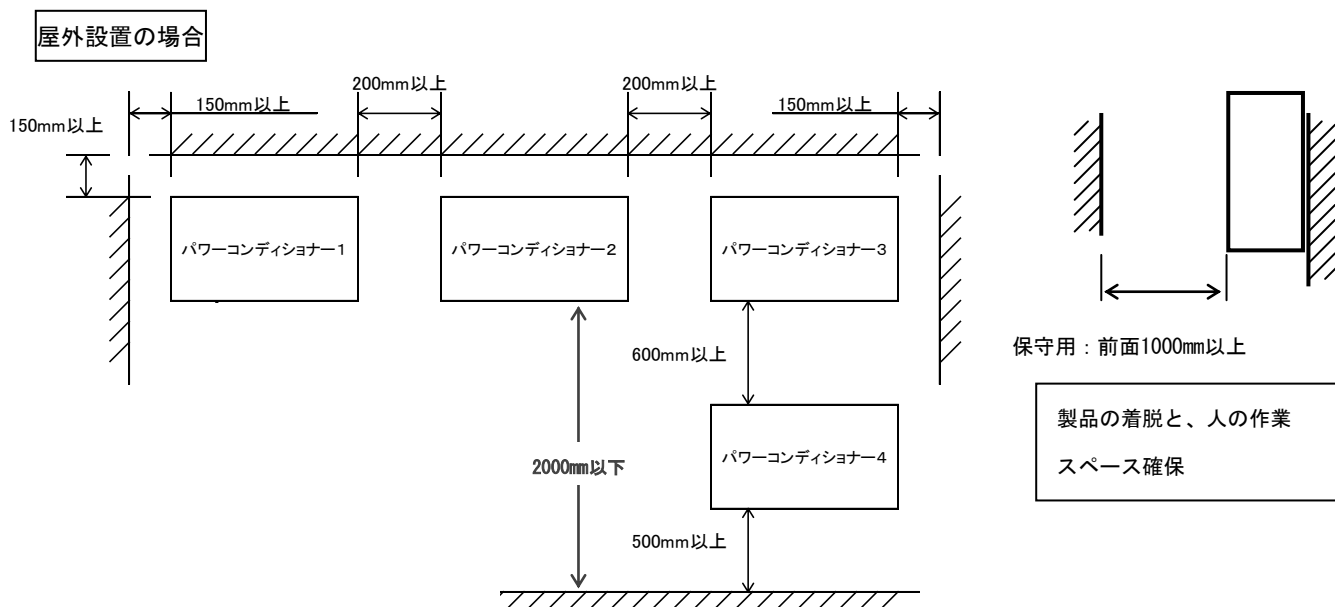 屋外設置の場合
200mm以上
200mm以上
150mm以上
150mm以上
150mm以上
パワーコンディショナー1
パワーコンディショナー2
パワーコンディショナー3
600mm以上
保守用：前面1000mm以上
製品の着脱と、人の作業
スペース確保
パワーコンディショナー4
2000mm以下
500mm以上